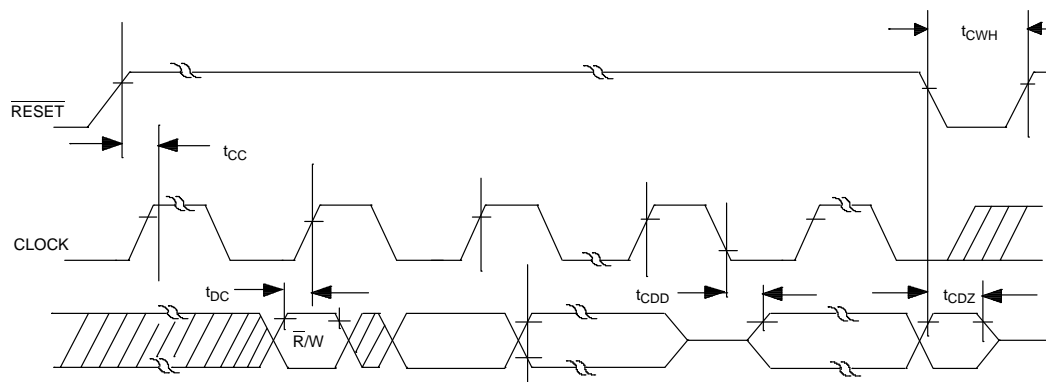 tCWH
RESET
tCC
CLOCK
tDC
R/W
tCDD
tCDZ